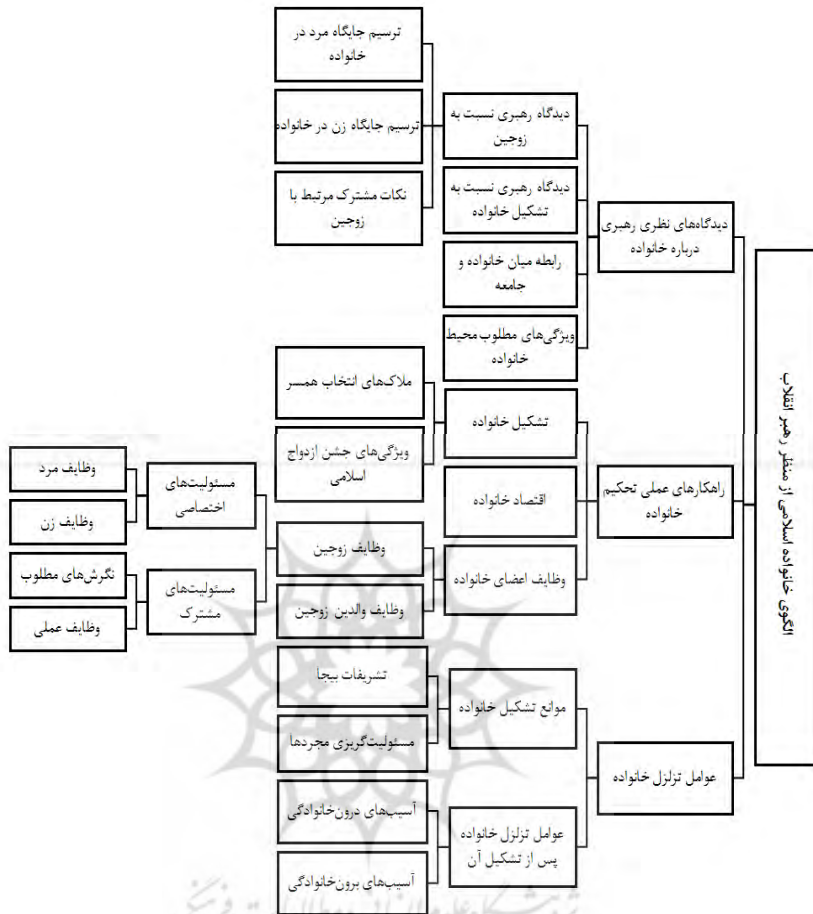 الگوی خانواده اسلامی از منظر رهبر انقلاب
دیدگاه‌های نظری رهبری
درباره خانواده
دیدگاه رهبری نسبت به
زوجین
ترسیم جایگاه مرد در
خانواده
ترسیم جایگاه زن در خانواده
نکات مشترک مرتبط با
زوجین
دیدگاه رهبری نسبت به
تشکیل خانواده
رابطه میان خانواده و
جامعه
ویژگی‌های مطلوب محیط
خانواده
راهکارهای عملی تحکیم
خانواده
تشکیل خانواده
ملاک‌های انتخاب همسر
ویژگی‌های جشن ازدواج
اسلامی
اقتصاد خانواده
وظایف اعضای خانواده
وظایف زوجین
مسئولیت‌های
اختصاصی
وظایف مرد
وظایف زن
مسئولیت‌های
مشترک
نگرش‌های مطلوب
وظایف عملی
وظایف والدین زوجین
عوامل تزلزل خانواده
موانع تشکیل خانواده
تشریفات بیجا
مسئولیت‌گریزی مجردها
عوامل تزلزل خانواده
پس از تشکیل آن
آسیب‌های درون‌خانوادگی
آسیب‌های برون‌خانوادگی